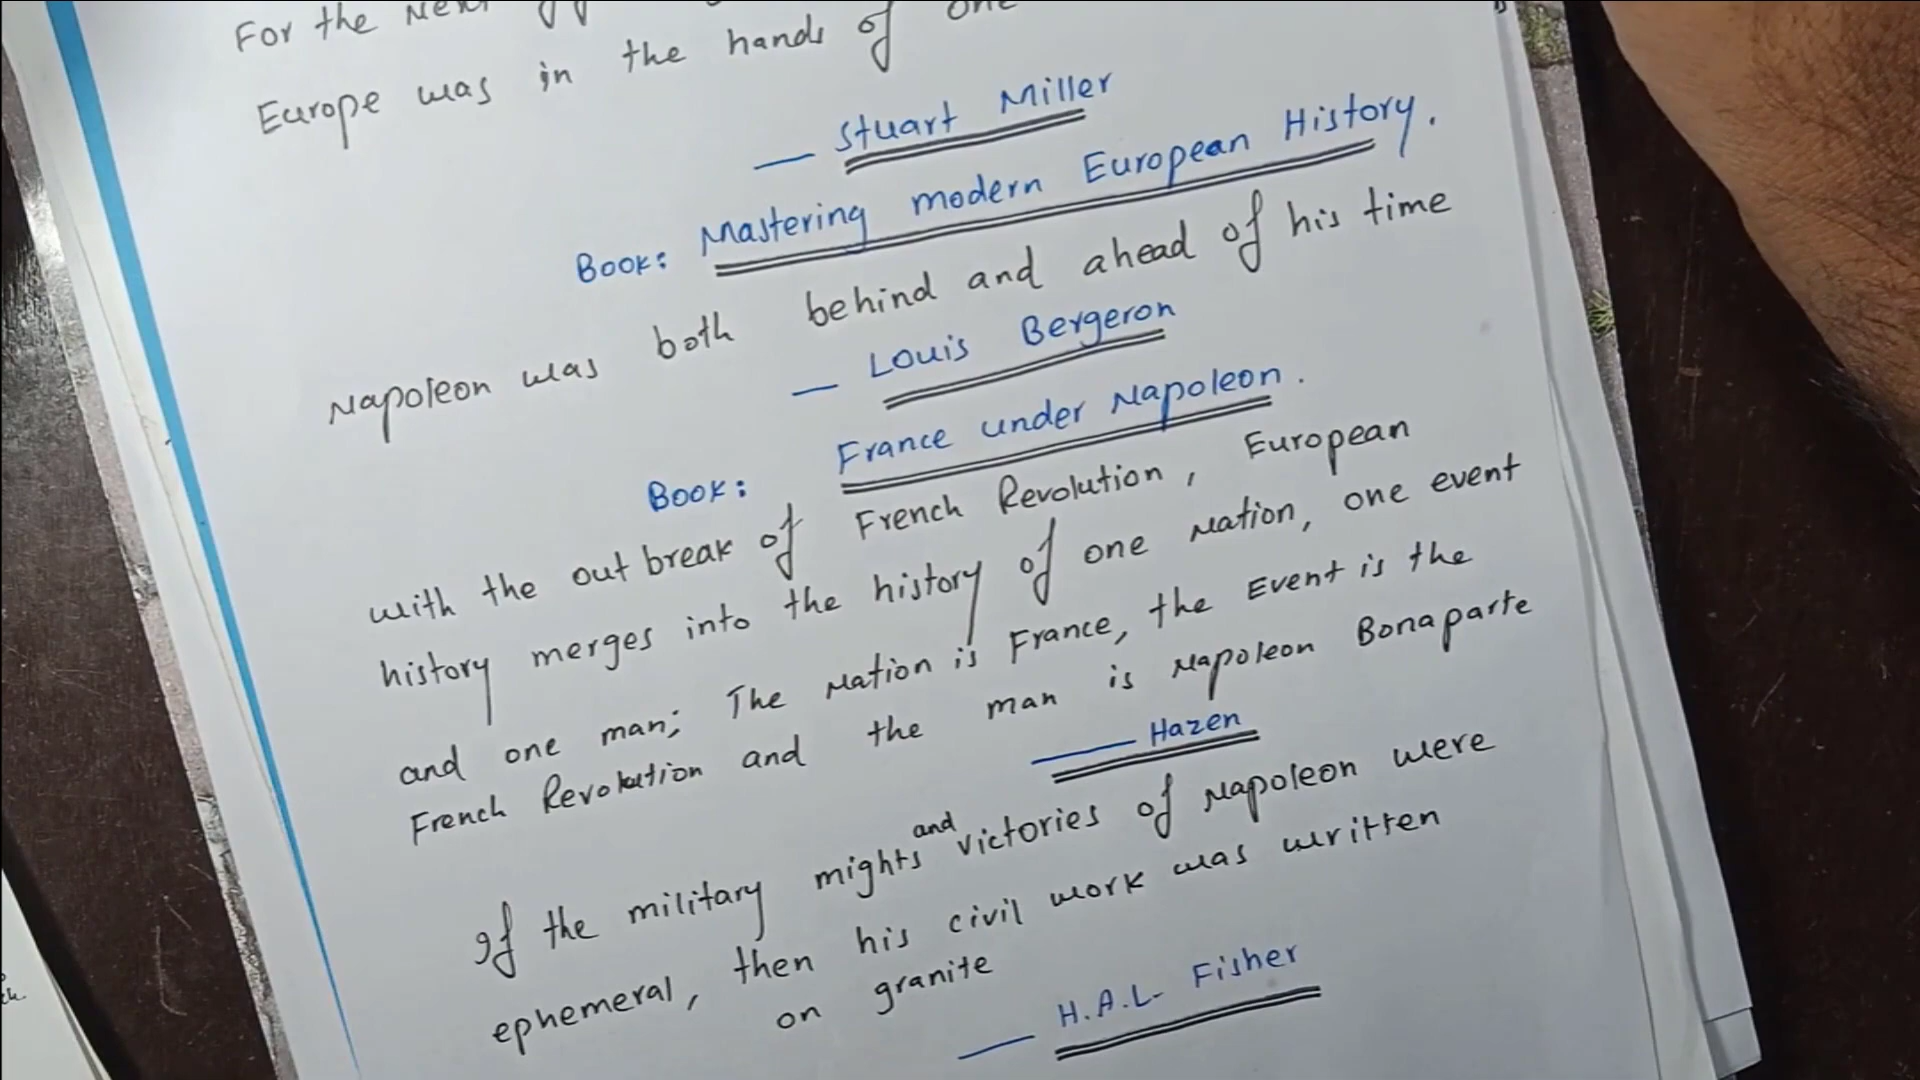 For the Next
Europe was in the hands of one
— Stuart Miller
Book: Mastering modern European History.
Napoleon was both behind and ahead of his time
— Louis Bergeron
Book: France under Napoleon.
with the out break of French Revolution, European
history merges into the history of one Nation, one event
and one man; The Nation is France, the Event is the
French Revolution and the man is Napoleon Bonaparte
— Hazen
If the military mights and victories of Napoleon were
ephemeral, then his civil work was written
on granite
— H.A.L. Fisher